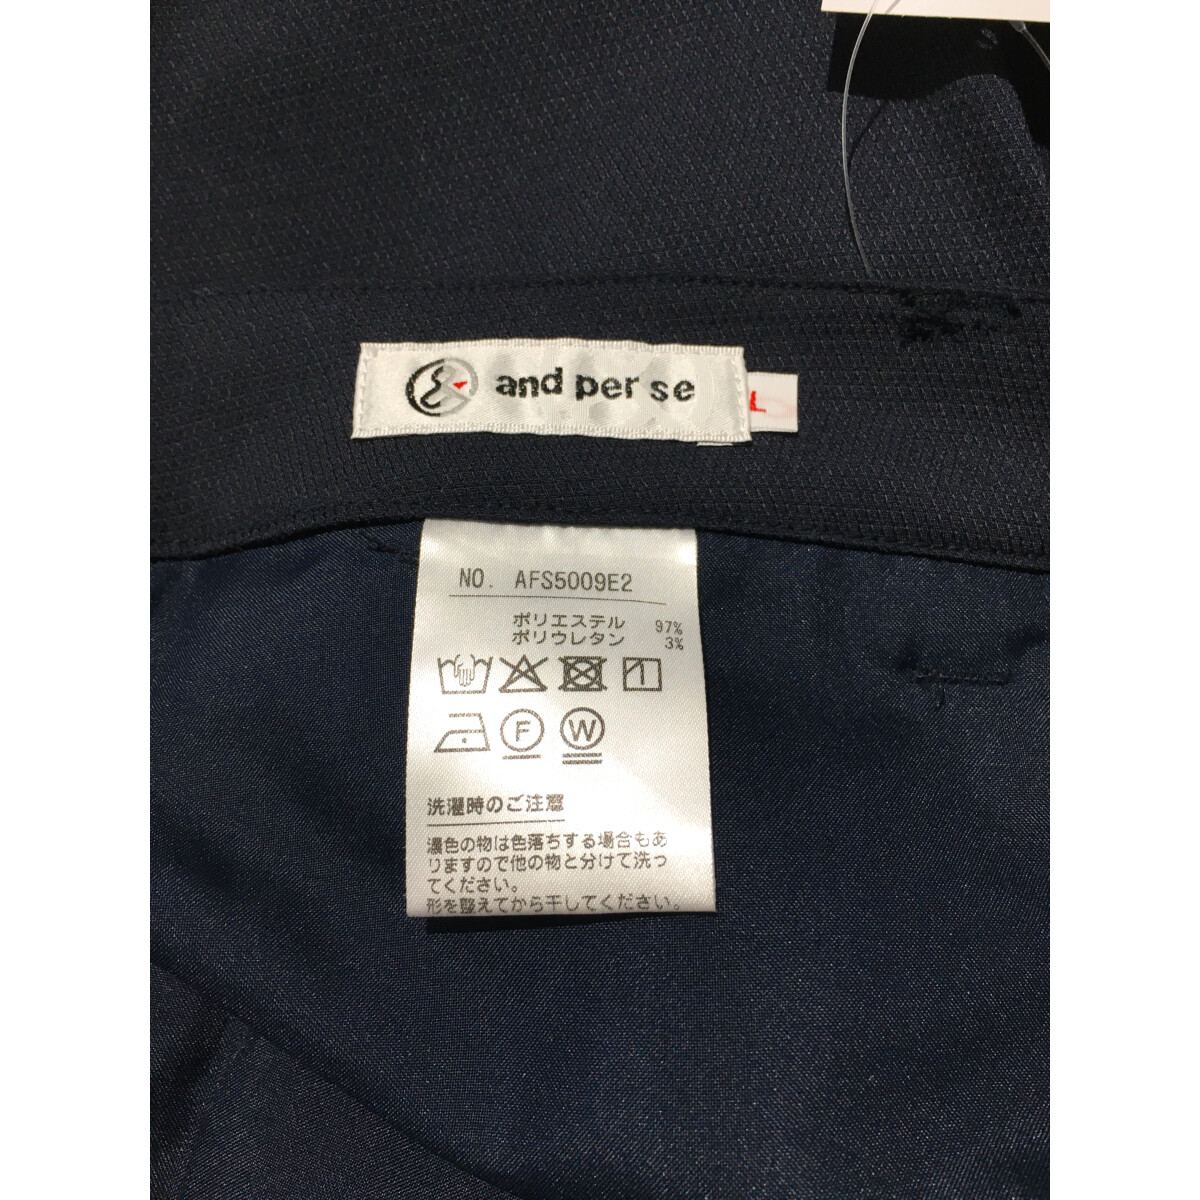 and per se
L
NO. AFS5009E2
ポリエステル 97%
ポリウレタン 3%
F W
洗濯時のご注意
濃色の物は色落ちする場合もあ
りますので他の物と分けて洗っ
てください。
形を整えてから干してください。